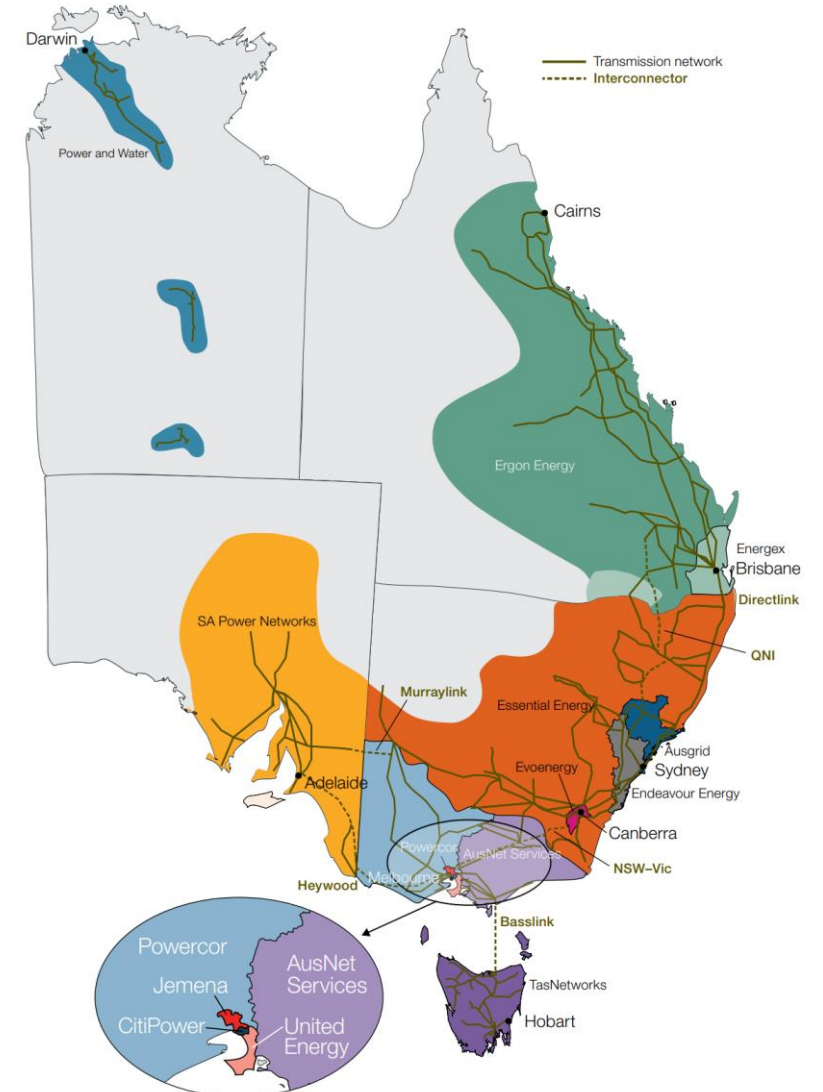 Darwin
Transmission network
Interconnector
Power and Water
Cairns
Ergon Energy
Energex
Brisbane
Directlink
SA Power Networks
QNI
Murraylink
Essential Energy
Ausgrid
Evoenergy
Sydney
Adelaide
Endeavour Energy
Canberra
Powercor
AusNet Services
NSW–Vic
Melbourne
Heywood
Basslink
Powercor
AusNet
Services
Jemena
TasNetworks
CitiPower
United
Energy
Hobart